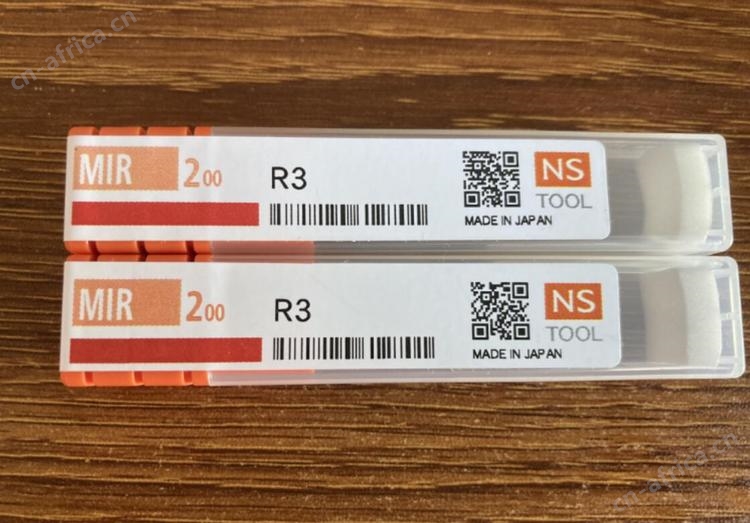 cn-africa.cn
MIR 200 R3
NS
TOOL
MADE IN JAPAN
MIR 200 R3
NS
TOOL
MADE IN JAPAN
cn-africa.cn